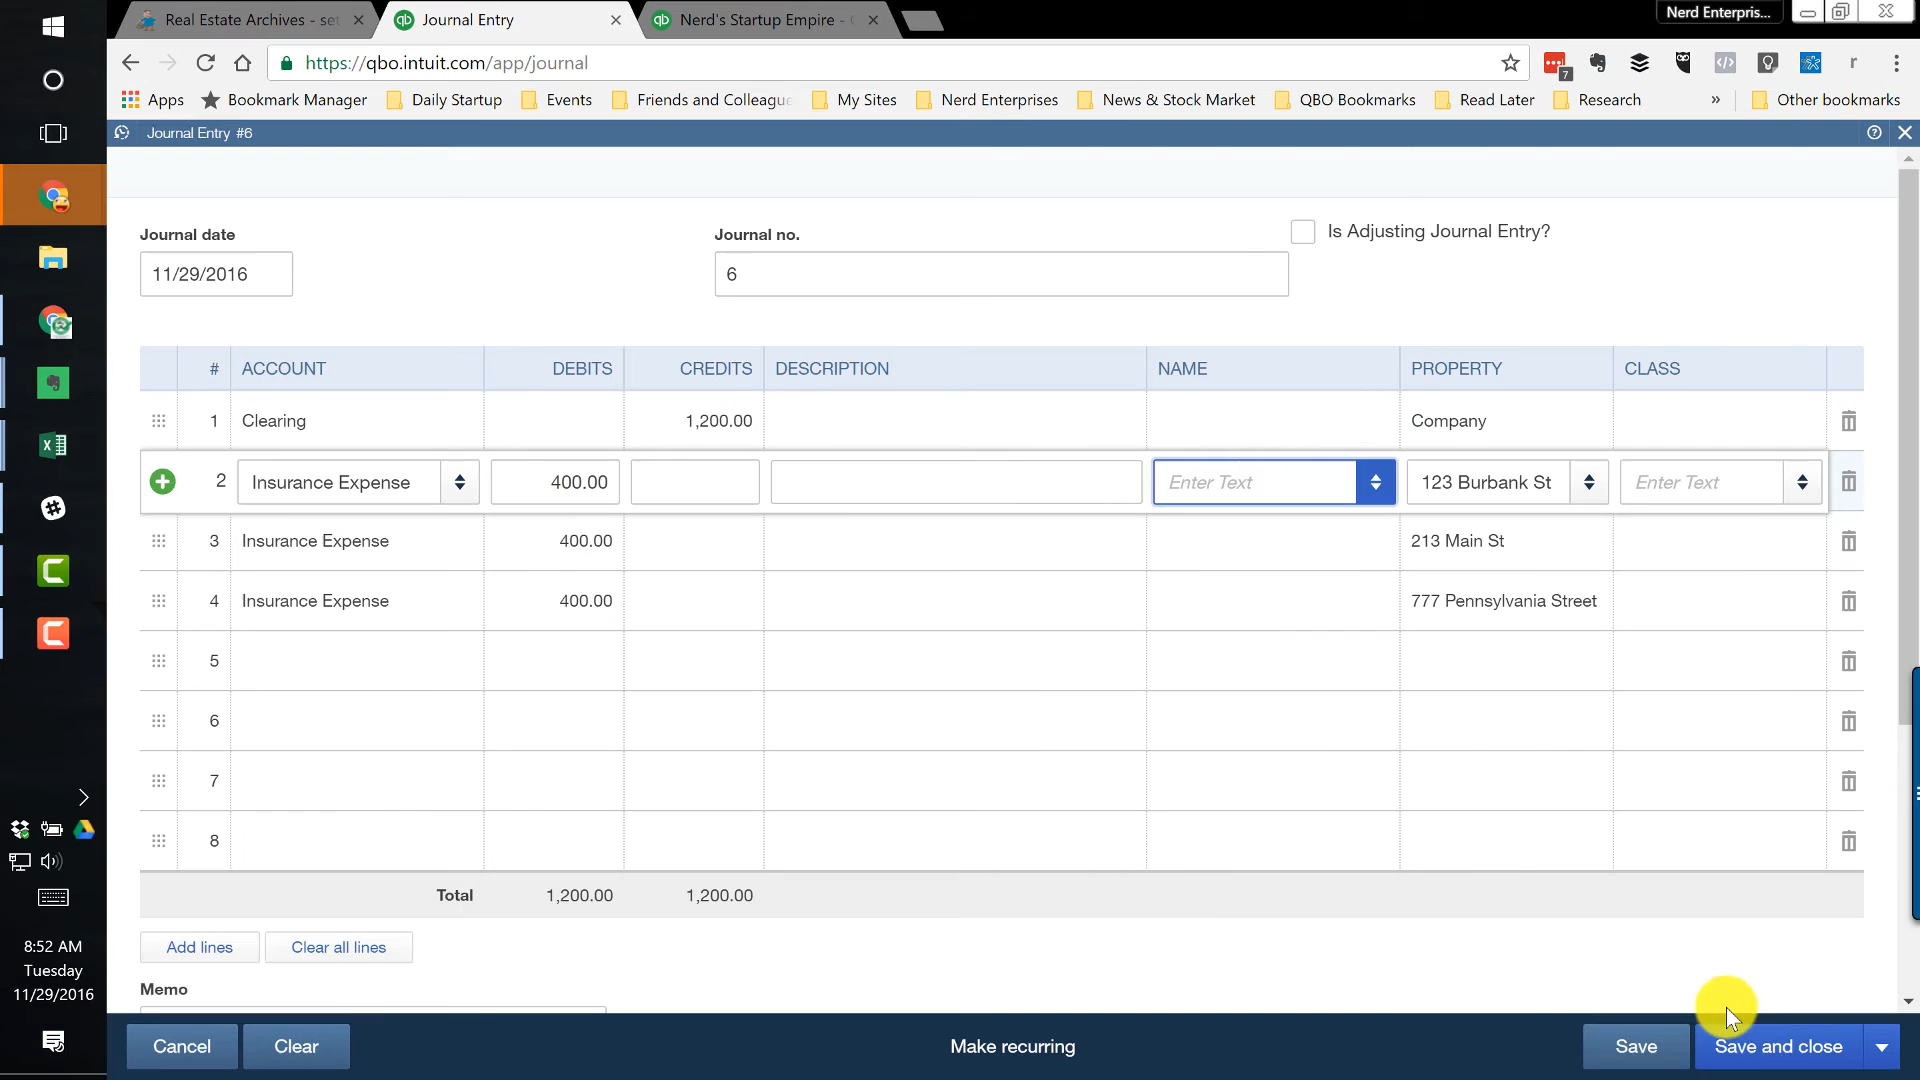 Real Estate Archives - set
Journal Entry
Nerd's Startup Empire -
Nerd Enterpris...
https://qbo.intuit.com/app/journal
7
r
Apps
Bookmark Manager
Daily Startup
Events
Friends and Colleague
My Sites
Nerd Enterprises
News & Stock Market
QBO Bookmarks
Read Later
Research
»
Other bookmarks
Journal Entry #6
Journal date
Journal no.
Is Adjusting Journal Entry?
11/29/2016
6
# ACCOUNT DEBITS CREDITS DESCRIPTION NAME PROPERTY CLASS
1 Clearing 1,200.00 Company
2 Insurance Expense 400.00 Enter Text 123 Burbank St Enter Text
3 Insurance Expense 400.00 213 Main St
4 Insurance Expense 400.00 777 Pennsylvania Street
5
6
7
8
Total 1,200.00 1,200.00
Add lines
Clear all lines
Memo
Cancel
Clear
Make recurring
Save
Save and close
8:52 AM
Tuesday
11/29/2016